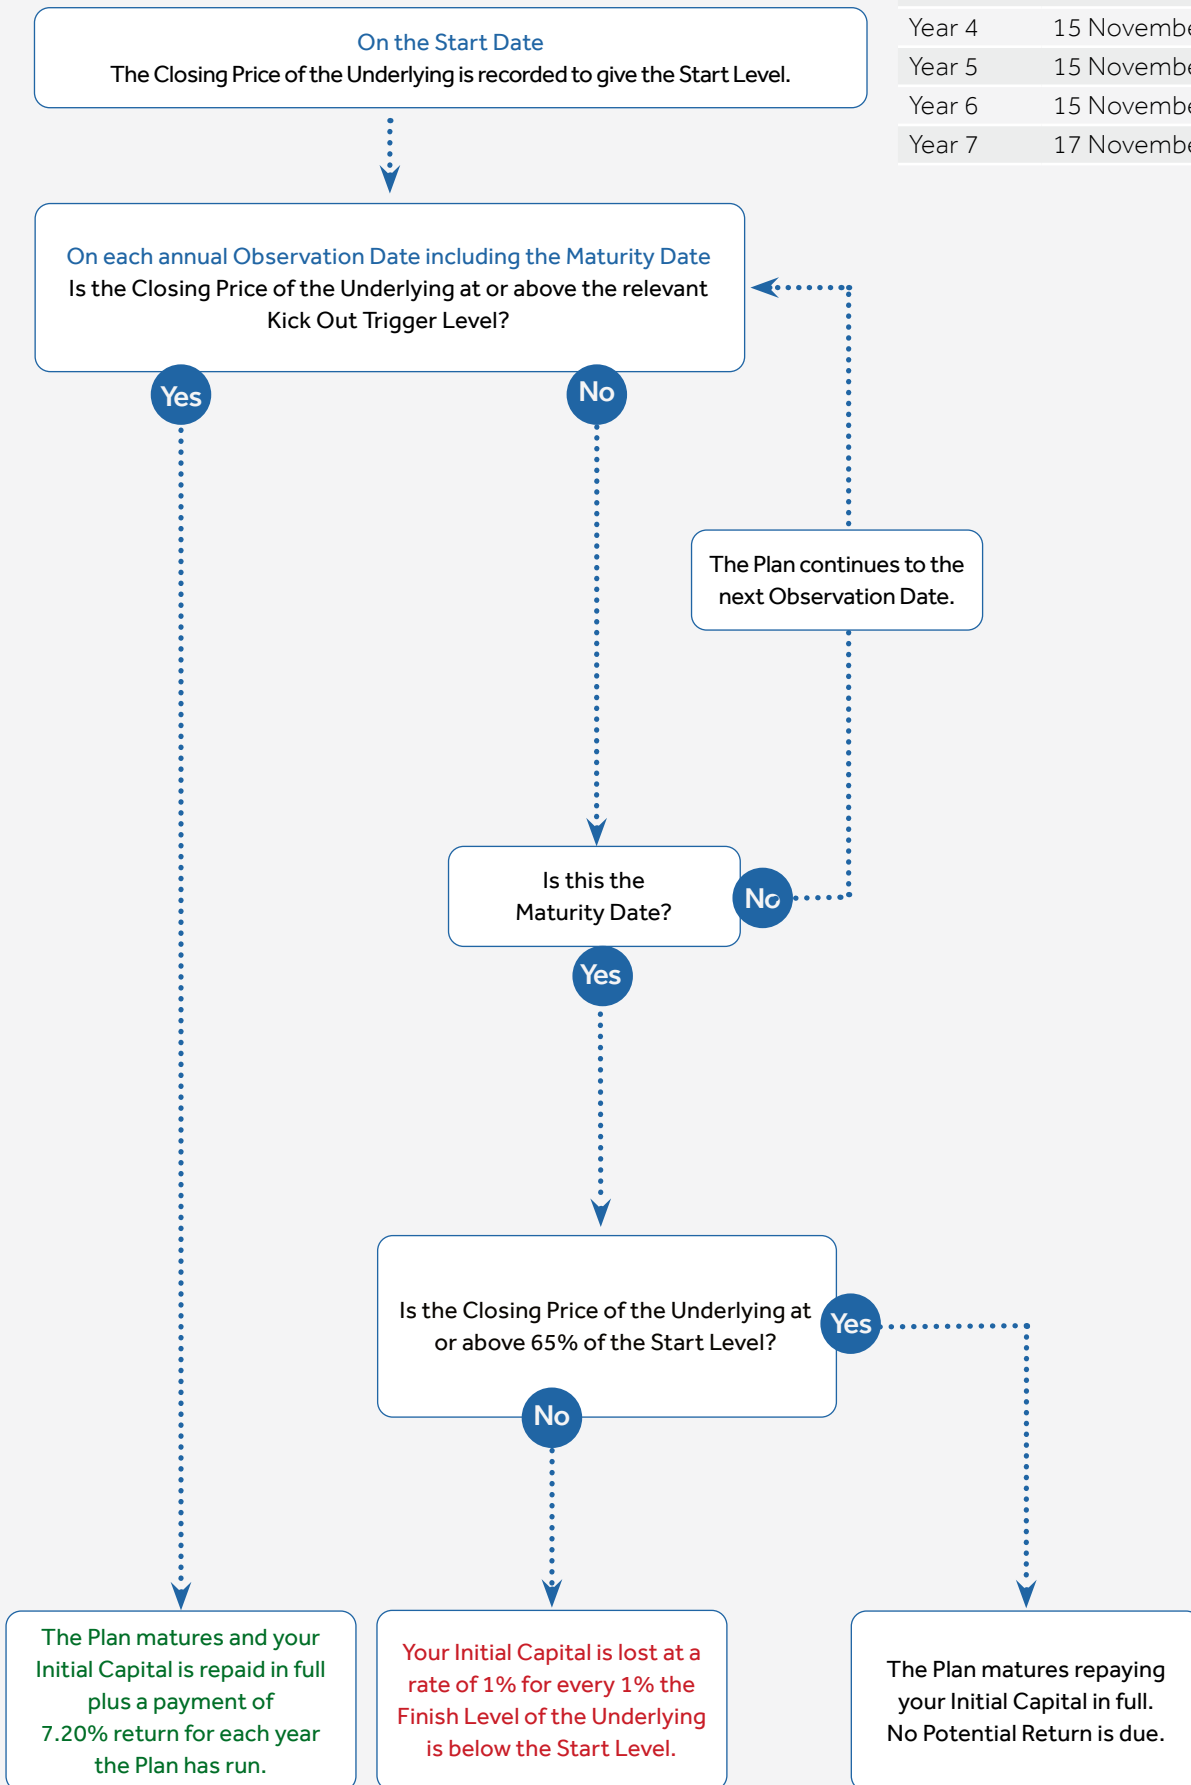 On the Start Date
The Closing Price of the Underlying is recorded to give the Start Level.
Year 4 15
Year 5 15
Year 6 15
Year 7 17
On each annual Observation Date including the Maturity Date
Is the Closing Price of the Underlying at or above the relevant
Kick Out Trigger Level?
Yes
No
The Plan continues to the
next Observation Date.
Is this the
Maturity Date?
No
Yes
Is the Closing Price of the Underlying at
or above 65% of the Start Level?
Yes
No
The Plan matures and your
Initial Capital is repaid in full
plus a payment of
7.20% return for each year
the Plan has run.
Your Initial Capital is lost at a
rate of 1% for every 1% the
Finish Level of the Underlying
is below the Start Level.
The Plan matures repaying
your Initial Capital in full.
No Potential Return is due.